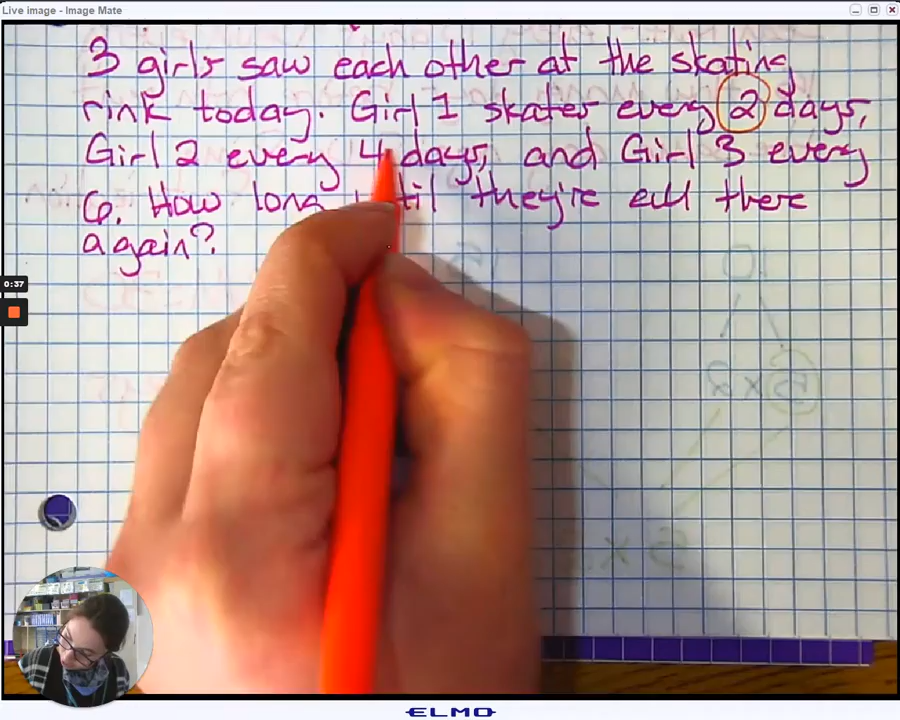 Live image - Image Mate
3 girls saw each other at the skating
rink today. Girl 1 skates every 2 days,
Girl 2 every 4 days, and Girl 3 every
6. How long until they're all there
again?
0:37
ELMO